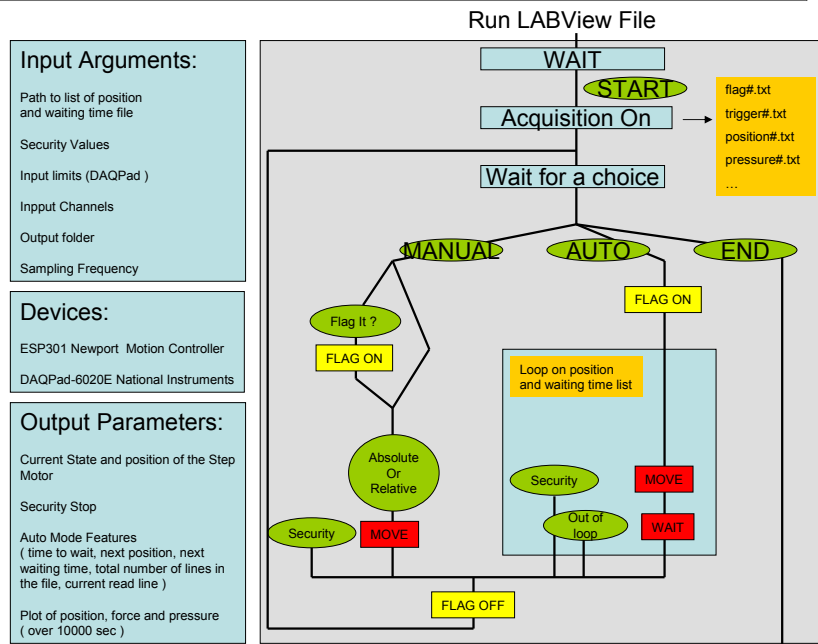 Run LABView File
Input Arguments:
Path to list of position
and waiting time file
Security Values
Input limits (DAQPad )
Inpput Channels
Output folder
Sampling Frequency
Devices:
ESP301 Newport Motion Controller
DAQPad-6020E National Instruments
Output Parameters:
Current State and position of the Step
Motor
Security Stop
Auto Mode Features
( time to wait, next position, next
waiting time, total number of lines in
the file, current read line )
Plot of position, force and pressure
( over 10000 sec )
WAIT
START
Acquisition On
flag#.txt
trigger#.txt
position#.txt
pressure#.txt
...
Wait for a choice
MANUAL
AUTO
END
Flag It ?
FLAG ON
FLAG ON
Loop on position
and waiting time list
Absolute
Or
Relative
Security
MOVE
Security
Out of
loop
MOVE
WAIT
FLAG OFF